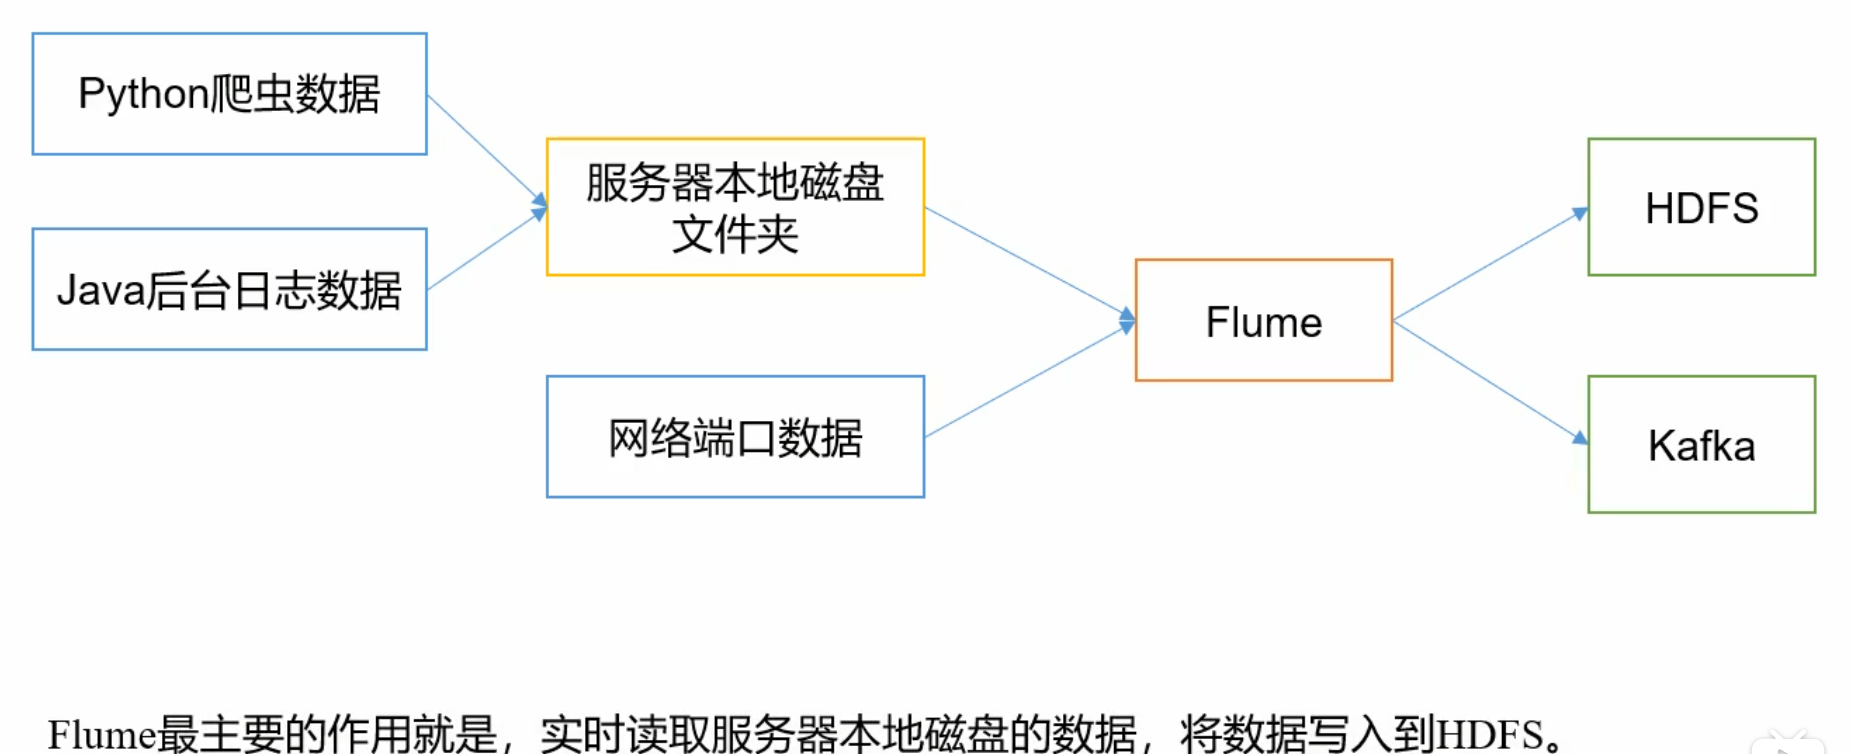 Python爬虫数据
Java后台日志数据
服务器本地磁盘
文件夹
网络端口数据
Flume
HDFS
Kafka
Flume最主要的作用就是，实时读取服务器本地磁盘的数据，将数据写入到HDFS。